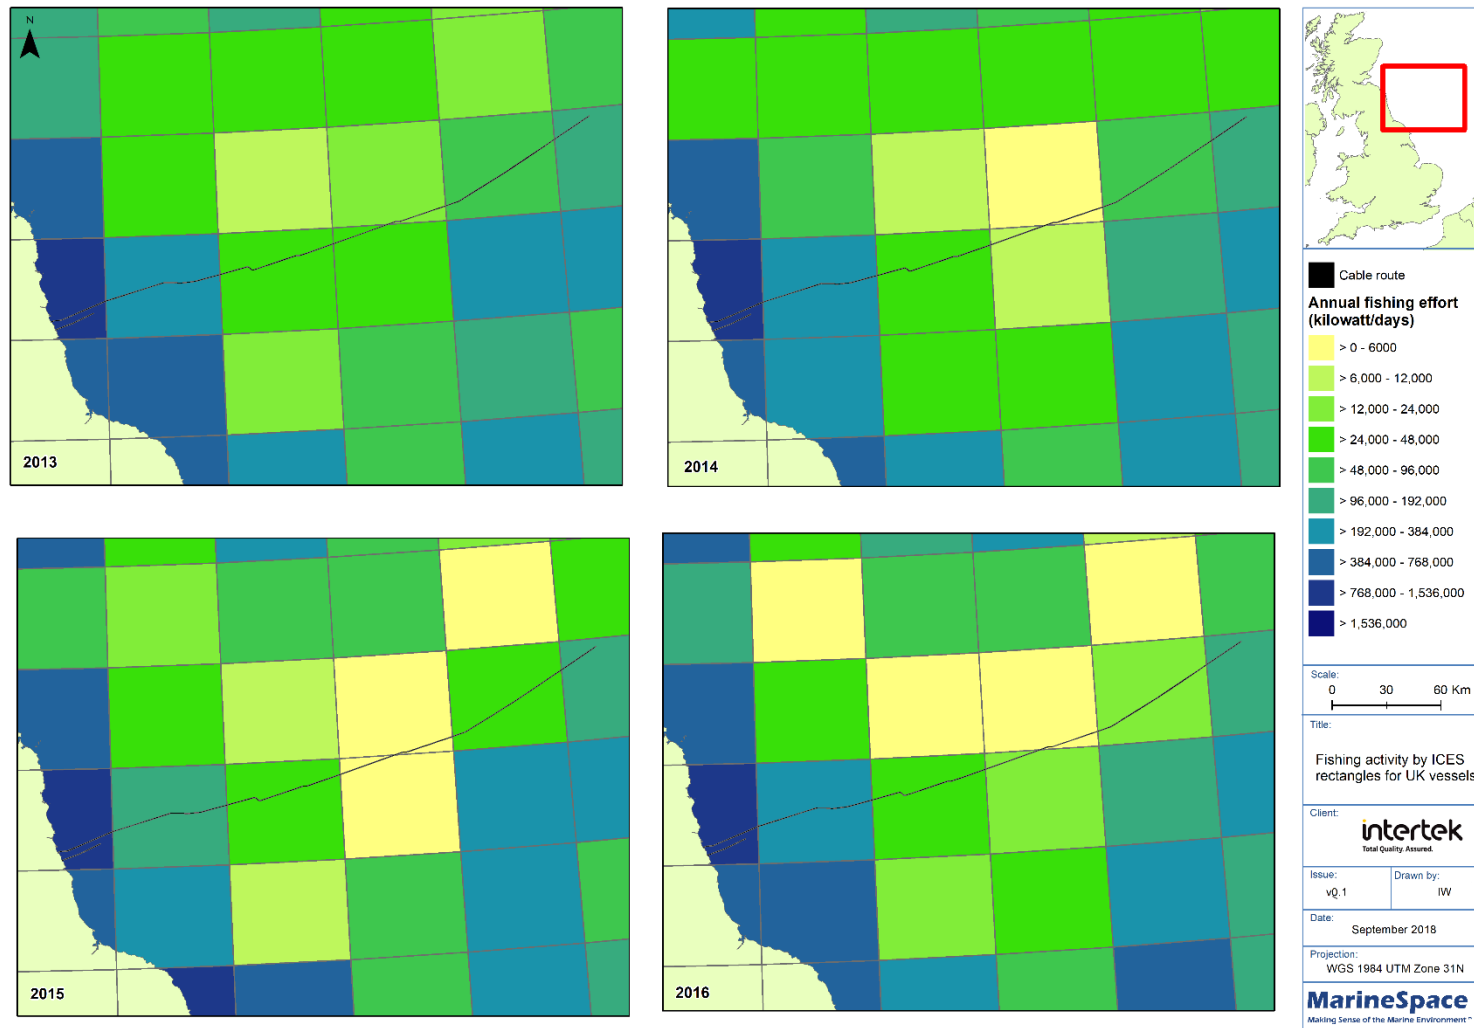 N
2013
2014
2015
2016
Cable route
Annual fishing effort
(kilowatt/days)
> 0 - 6000
> 6,000 - 12,000
> 12,000 - 24,000
> 24,000 - 48,000
> 48,000 - 96,000
> 96,000 - 192,000
> 192,000 - 384,000
> 384,000 - 768,000
> 768,000 - 1,536,000
> 1,536,000
Scale:
0 30 60 Km
Title:
Fishing activity by ICES
rectangles for UK vessels
Client:
intertek
Total Quality. Assured.
Issue: Drawn by:
v0.1 IW
Date:
September 2018
Projection:
WGS 1984 UTM Zone 31N
MarineSpace
Making Sense of the Marine Environment